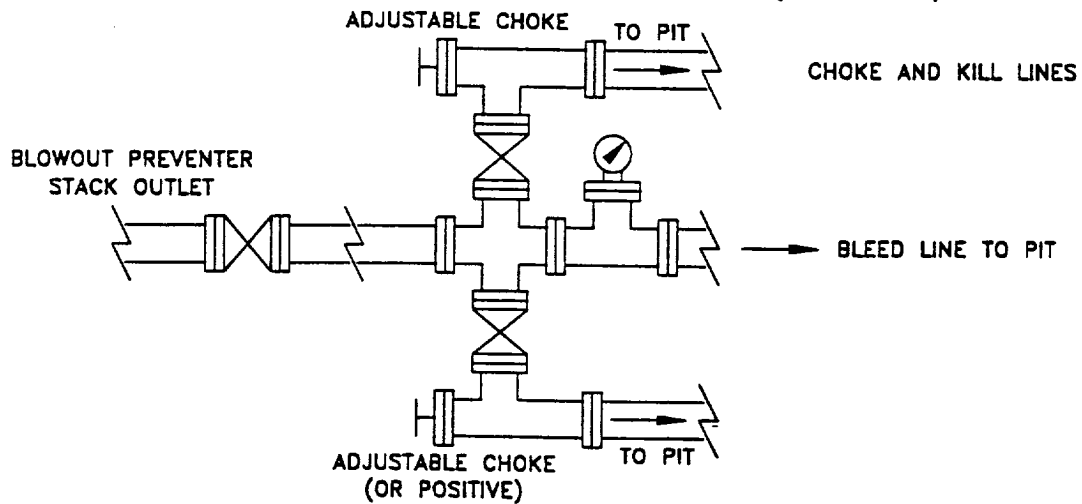 ADJUSTABLE CHOKE
TO PIT
CHOKE AND KILL LINES
BLOWOUT PREVENTER
STACK OUTLET
BLEED LINE TO PIT
ADJUSTABLE CHOKE
(OR POSITIVE)
TO PIT